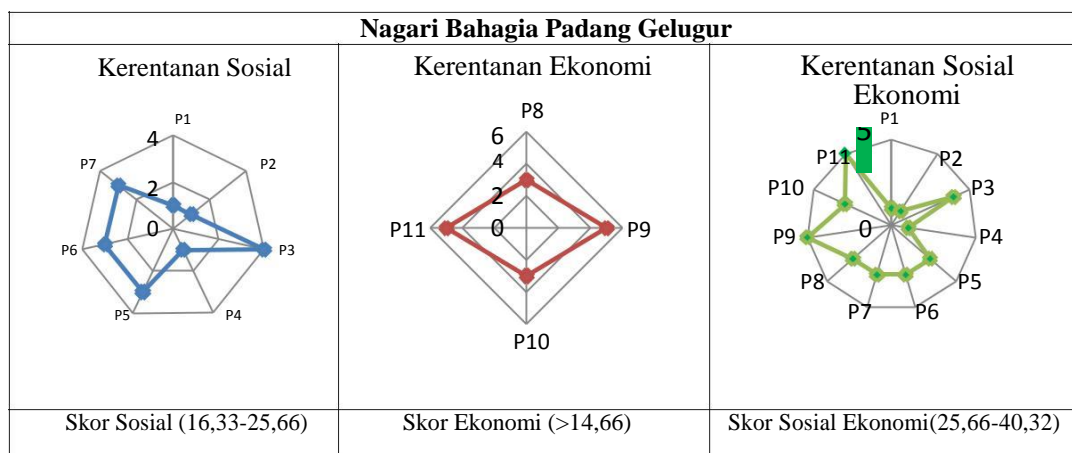 Nagari Bahagia Padang Gelugur
Kerentanan Sosial
P1
4
P7
P2
2
0
P6
P3
P5
P4
Kerentanan Ekonomi
P8
6
4
2
P11
0
P9
P10
Kerentanan Sosial
Ekonomi
P1
5
P11
P2
P10
P3
0
P9
P4
P8
P5
P7
P6
Skor Sosial (16,33-25,66)
Skor Ekonomi (>14,66)
Skor Sosial Ekonomi(25,66-40,32)